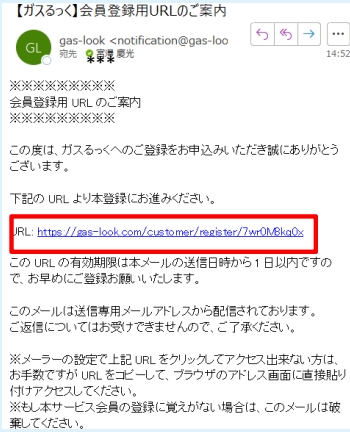 【ガスるっく】会員登録用URLのご案内
GL
gas-look <notification@gas-loo
宛先
14:52
※※※※※※※※※
会員登録用 URL のご案内
※※※※※※※※※
この度は、ガスるっくへのご登録をお申込みいただき誠にありがとう
ございます。
下記の URL より本登録にお進みください。
URL: https://gas-look.com/customer/register/7wr0M8kq0x
この URL の有効期限は本メールの送信日時から 1 日以内ですの
で、お早めにご登録お願いいたします。
このメールは送信専用メールアドレスから配信されております。
ご返信についてはお受けできませんので、ご了承ください。
※メーラーの設定で上記 URL をクリックしてアクセス出来ない方は、
お手数ですが URL をコピーして、ブラウザのアドレス画面に直接貼り
付けアクセスしてください。
※もし本サービス会員の登録に覚えがない場合は、このメールは破
棄してください。